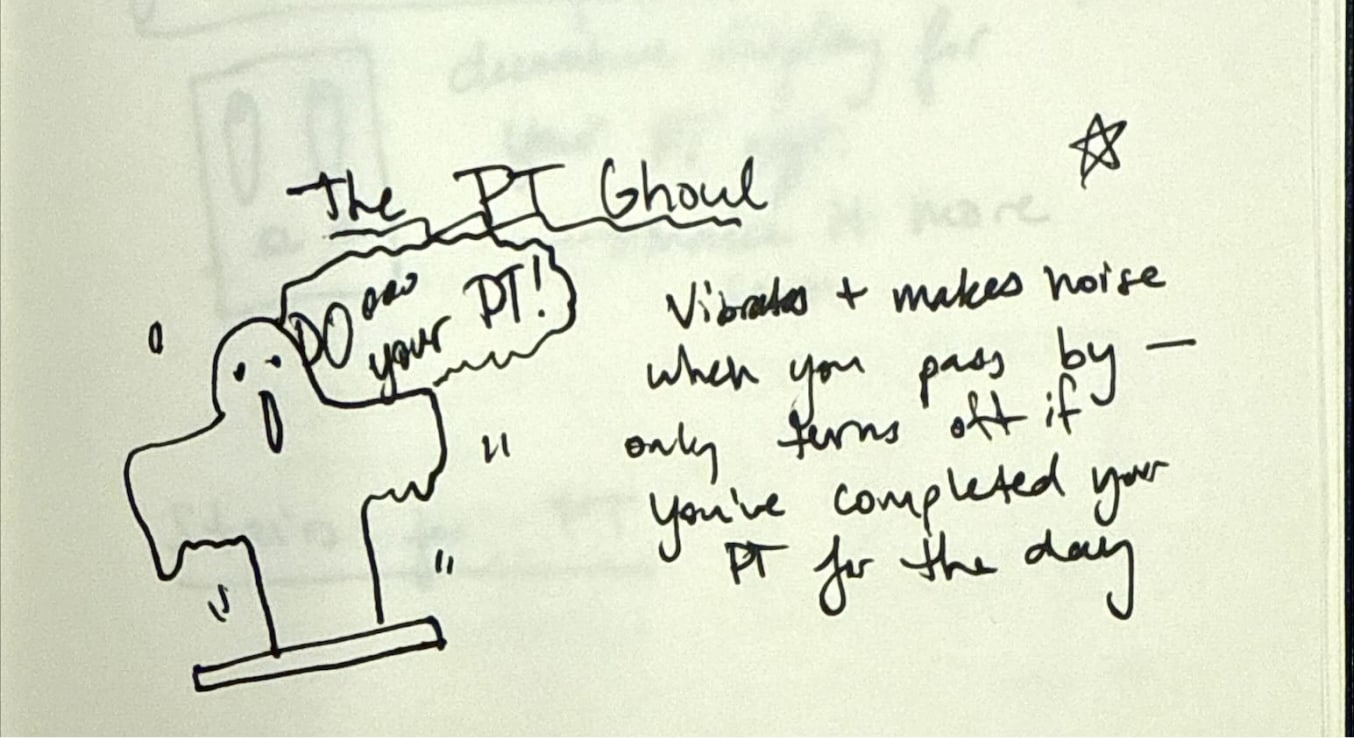 The PT Ghoul
DO
your PT!
Vibrates + makes noise
when you pass by —
only turns off if
you've completed your
PT for the day